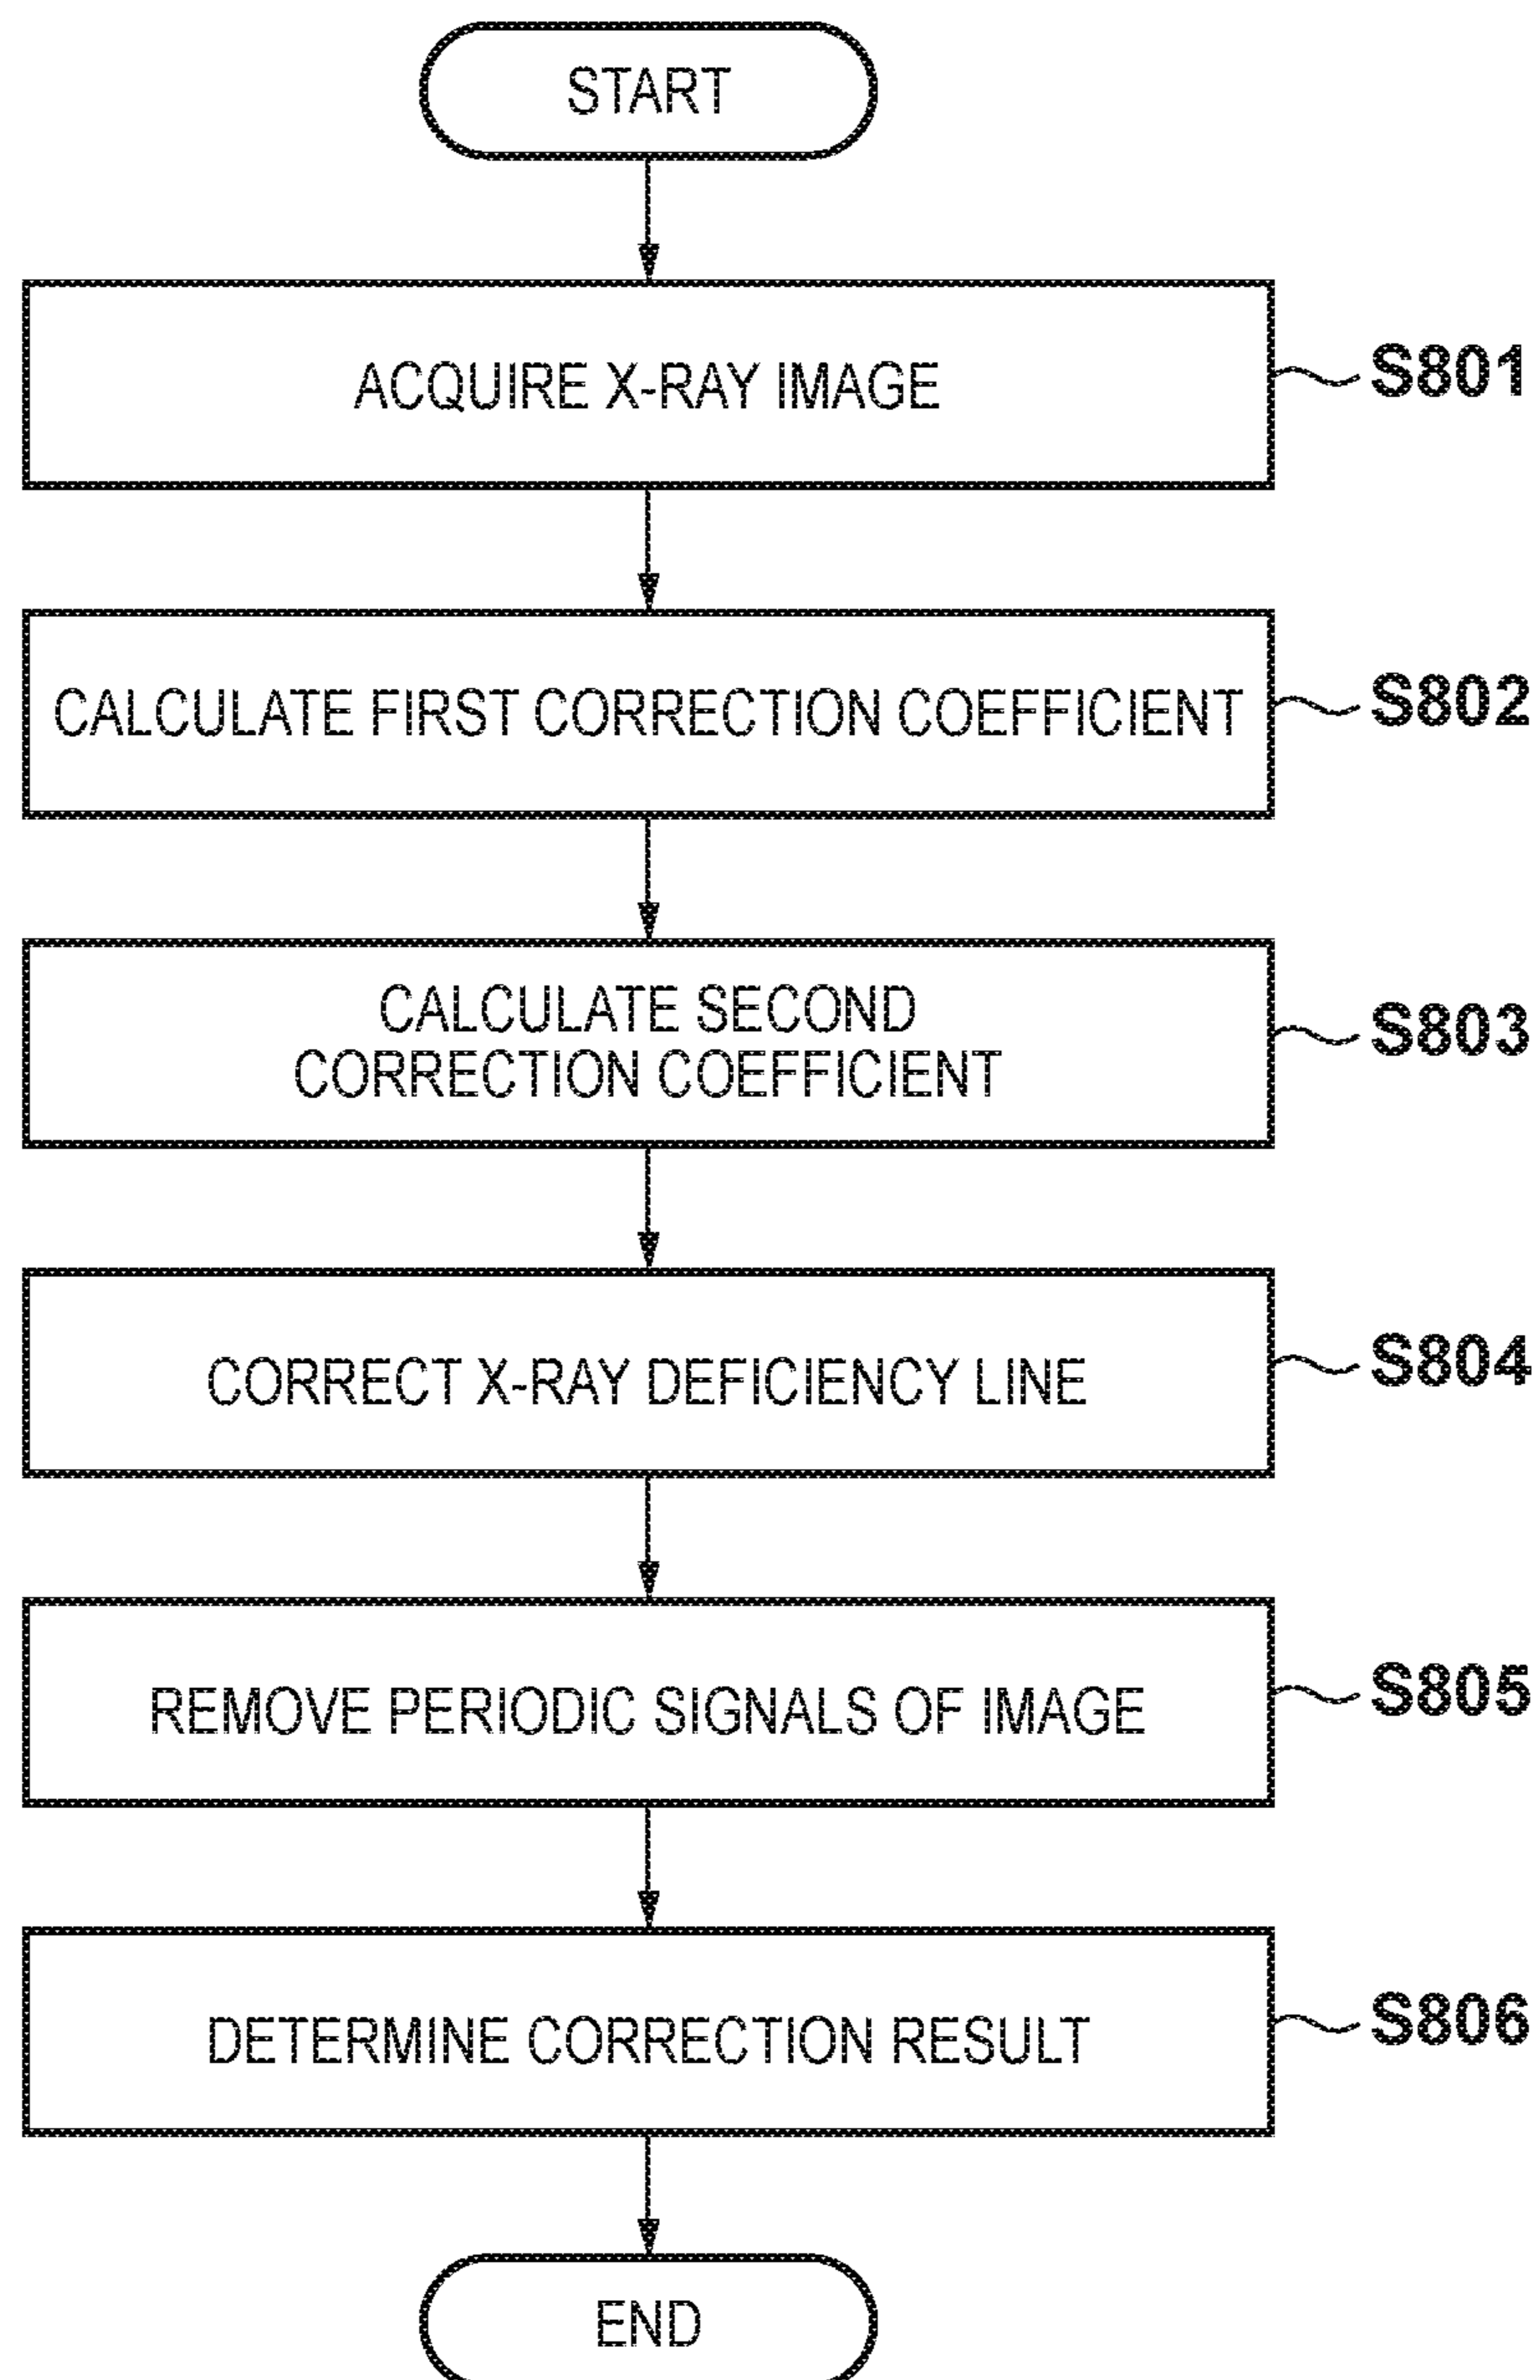 START
ACQUIRE X-RAY IMAGE
S801
CALCULATE FIRST CORRECTION COEFFICIENT
S802
CALCULATE SECOND
CORRECTION COEFFICIENT
S803
CORRECT X-RAY DEFICIENCY LINE
S804
REMOVE PERIODIC SIGNALS OF IMAGE
S805
DETERMINE CORRECTION RESULT
S806
END